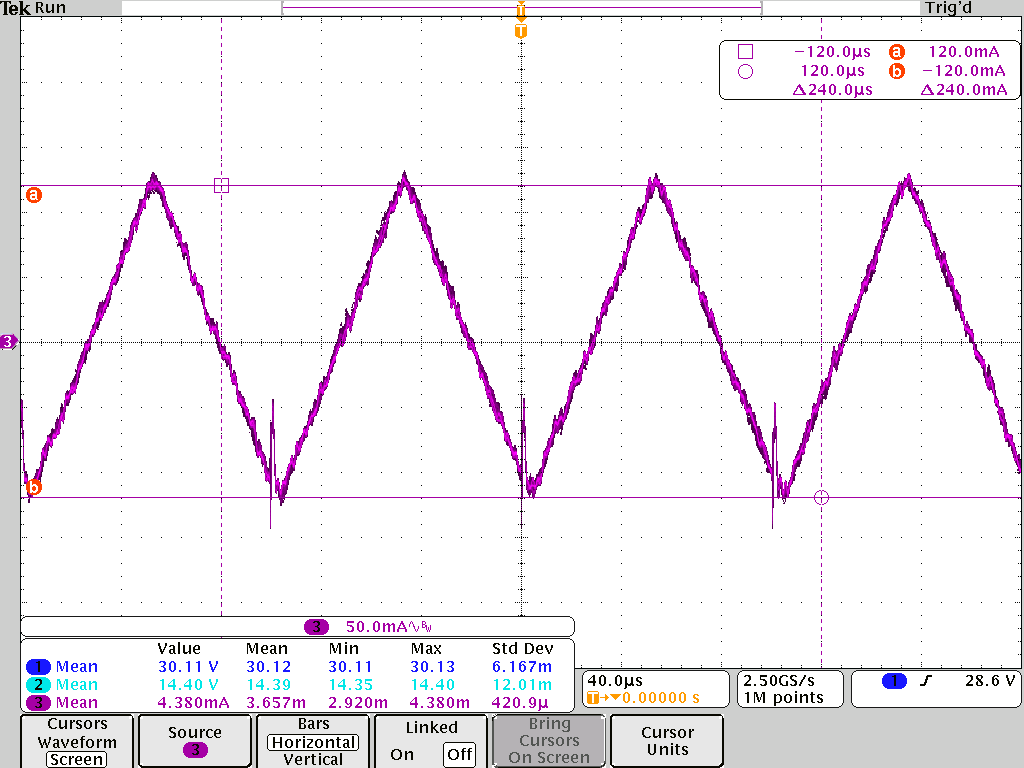 Tek Run Trig'd
T
T
−120.0µs a 120.0mA
120.0µs b −120.0mA
Δ240.0µs Δ240.0mA
a
3
b
3 50.0mA∿BW
Value Mean Min Max Std Dev
1 Mean 30.11 V 30.12 30.11 30.13 6.167m
2 Mean 14.40 V 14.39 14.35 14.40 12.01m
3 Mean 4.380mA 3.657m 2.920m 4.380m 420.9µ
40.0µs
T→▼0.00000 s
2.50GS/s
1M points
1 28.6 V
Cursors
Waveform
Screen
Source
3
Bars
Horizontal
Vertical
Linked
On Off
Bring
Cursors
On Screen
Cursor
Units